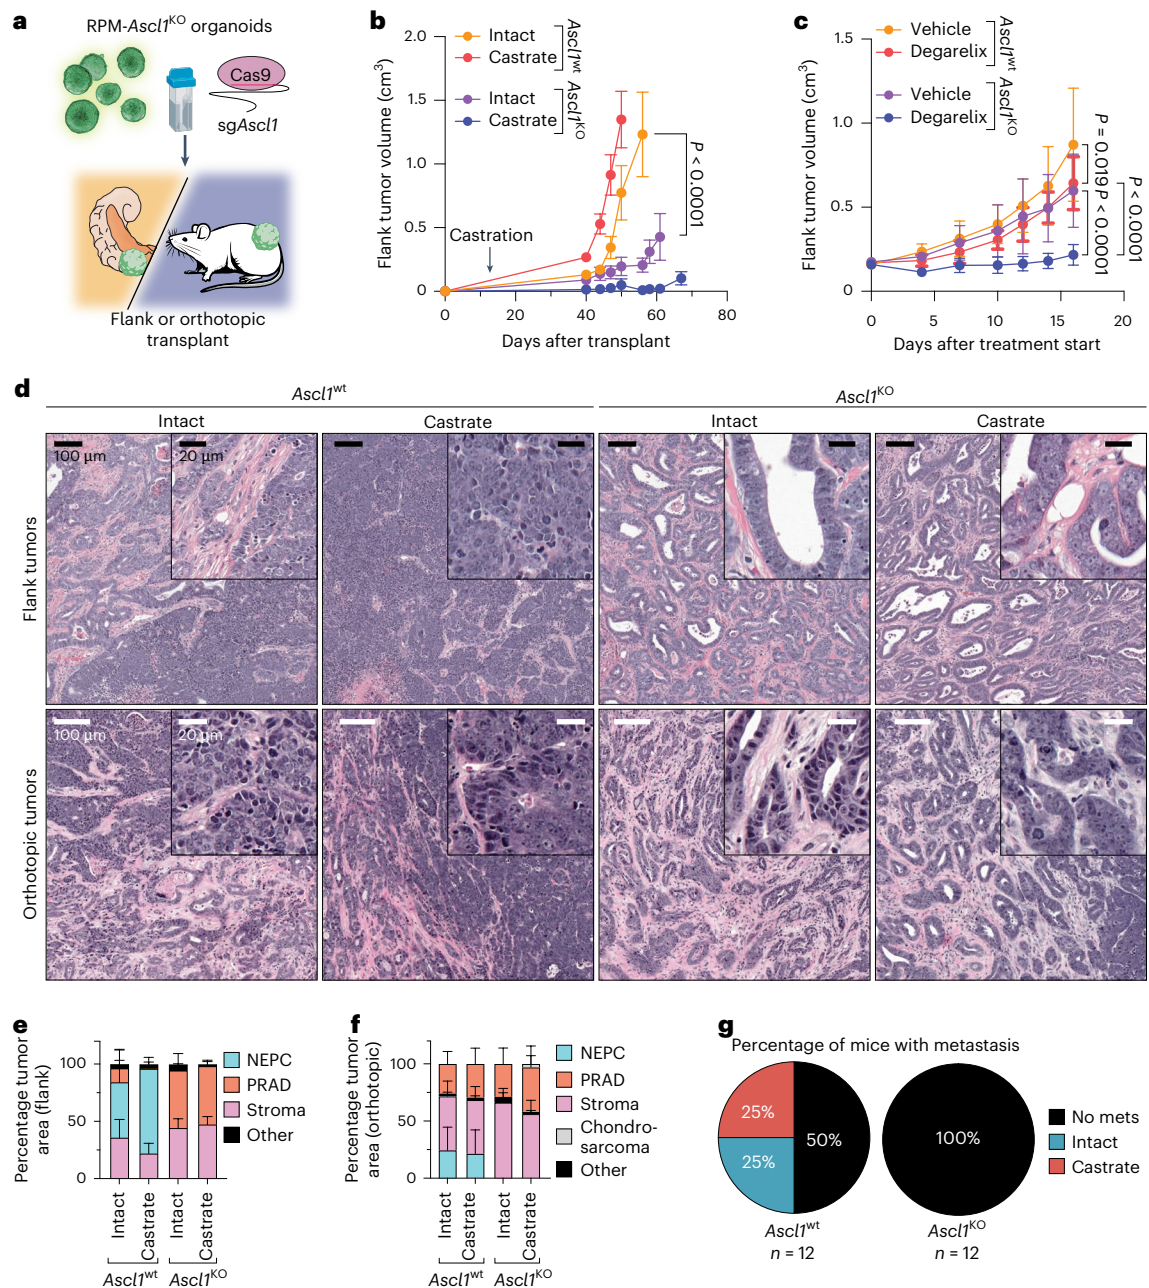 a
RPM-Ascl1KO organoids
Cas9
sgAscl1
Flank or orthotopic
transplant
b
Flank tumor volume (cm3)
2.0
1.5
1.0
0.5
0
Intact
Castrate
Ascl1wt
Intact
Castrate
Ascl1KO
P < 0.0001
Castration
0
20
40
60
80
Days after transplant
c
Flank tumor volume (cm3)
1.5
1.0
0.5
0
Vehicle
Degarelix
Ascl1wt
Vehicle
Degarelix
Ascl1KO
P = 0.019
P < 0.0001
P < 0.0001
0
5
10
15
20
Days after treatment start
d
Ascl1wt
Ascl1KO
Intact
Castrate
Intact
Castrate
Flank tumors
100 µm
20 µm
Orthotopic tumors
100 µm
20 µm
e
Percentage tumor
area (flank)
100
50
0
NEPC
PRAD
Stroma
Other
Intact
Castrate
Intact
Castrate
Ascl1wt
Ascl1KO
f
Percentage tumor
area (orthotopic)
100
50
0
NEPC
PRAD
Stroma
Chondro-
sarcoma
Other
Intact
Castrate
Intact
Castrate
Ascl1wt
Ascl1KO
g
Percentage of mice with metastasis
25%
25%
50%
100%
No mets
Intact
Castrate
Ascl1wt
n = 12
Ascl1KO
n = 12